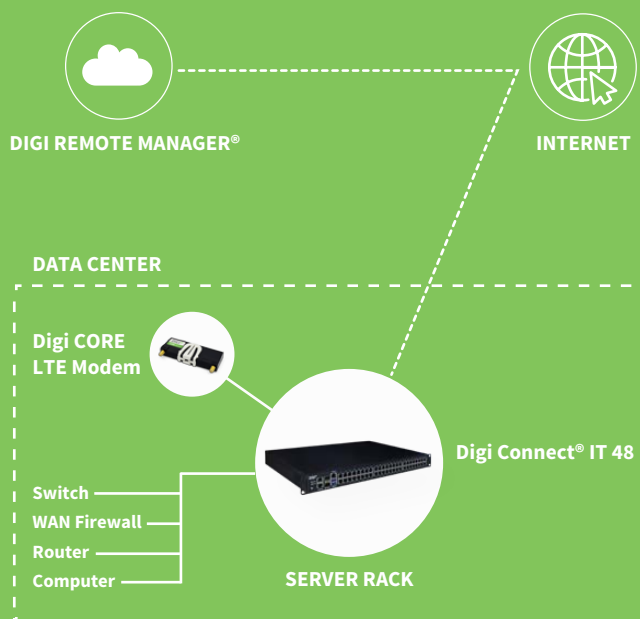 DIGI REMOTE MANAGER®
INTERNET
DATA CENTER
Digi CORE
LTE Modem
Digi Connect® IT 48
Switch
WAN Firewall
Router
Computer
SERVER RACK